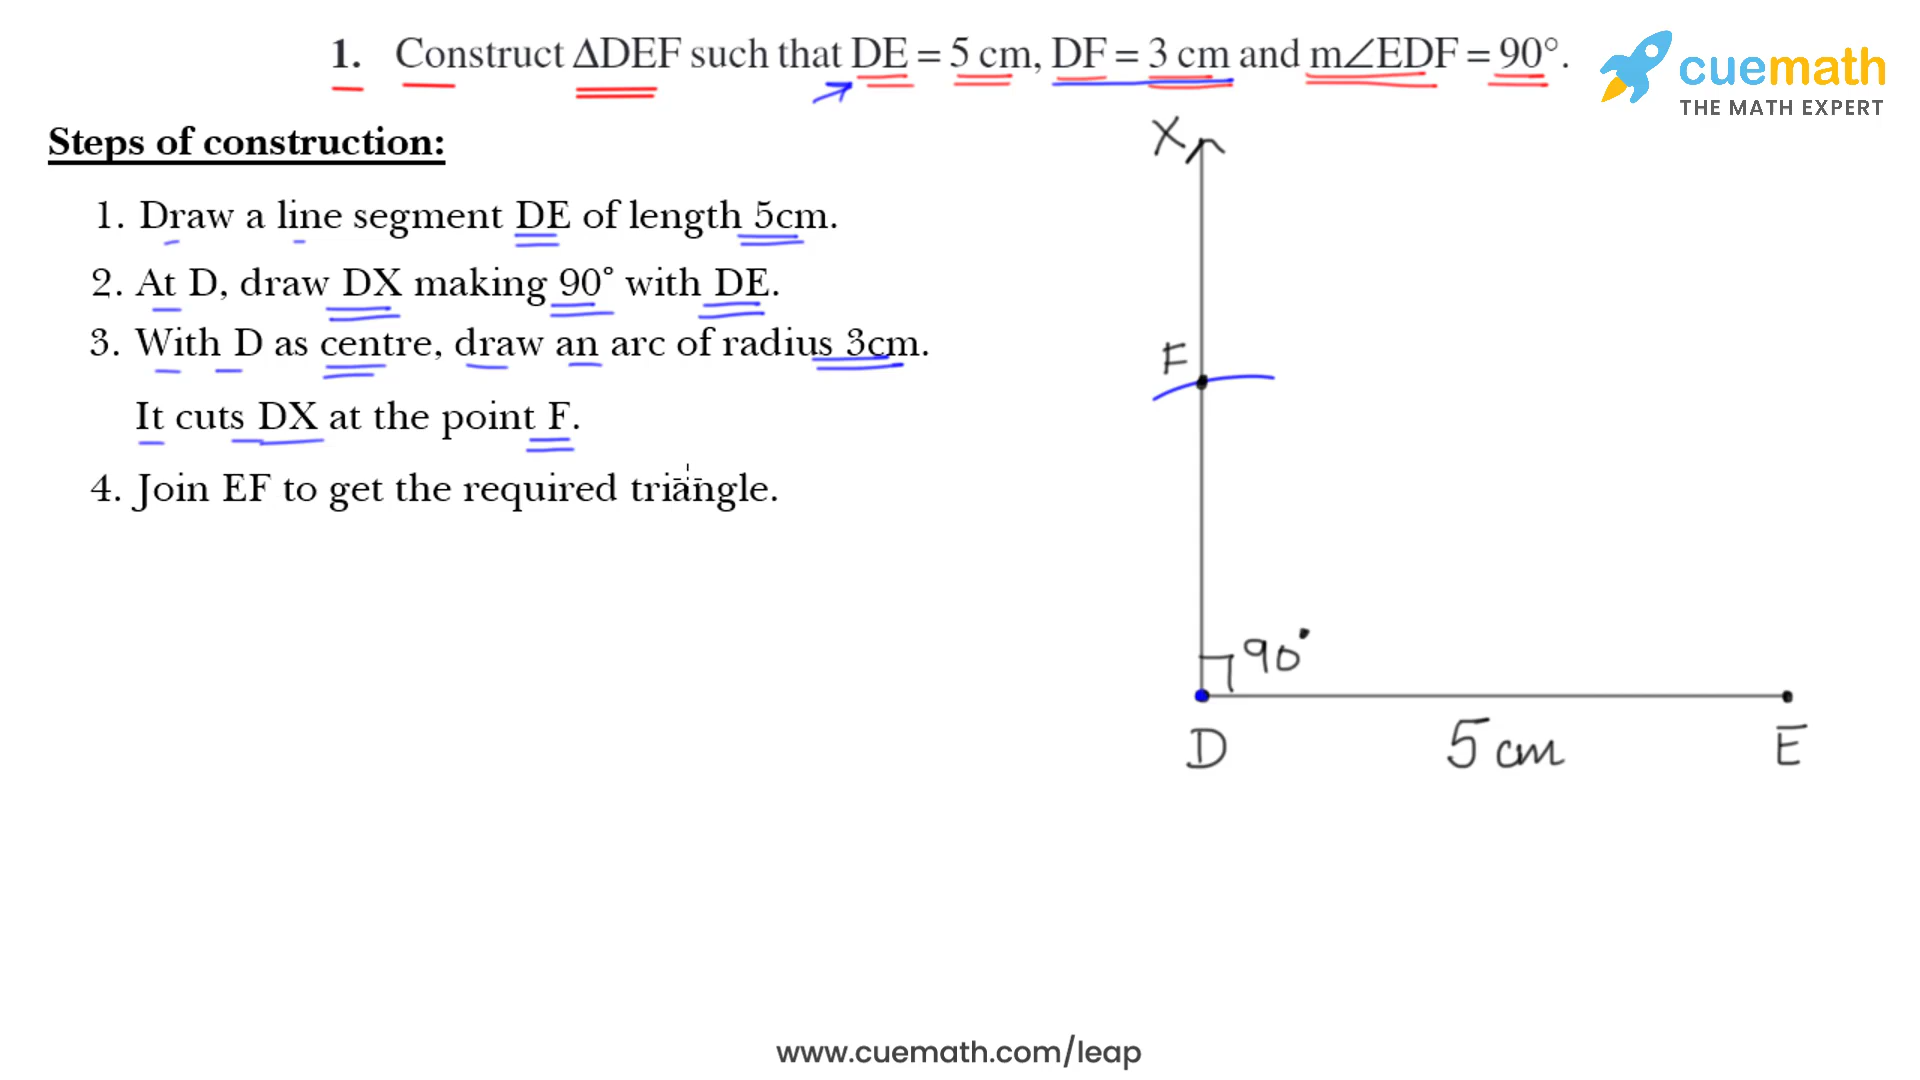 1. Construct ΔDEF such that DE = 5 cm, DF = 3 cm and m∠EDF = 90°.
cuemath
THE MATH EXPERT
Steps of construction:
1. Draw a line segment DE of length 5cm.
2. At D, draw DX making 90° with DE.
3. With D as centre, draw an arc of radius 3cm.
It cuts DX at the point F.
4. Join EF to get the required triangle.
X
F
90°
D
5 cm
E
www.cuemath.com/leap